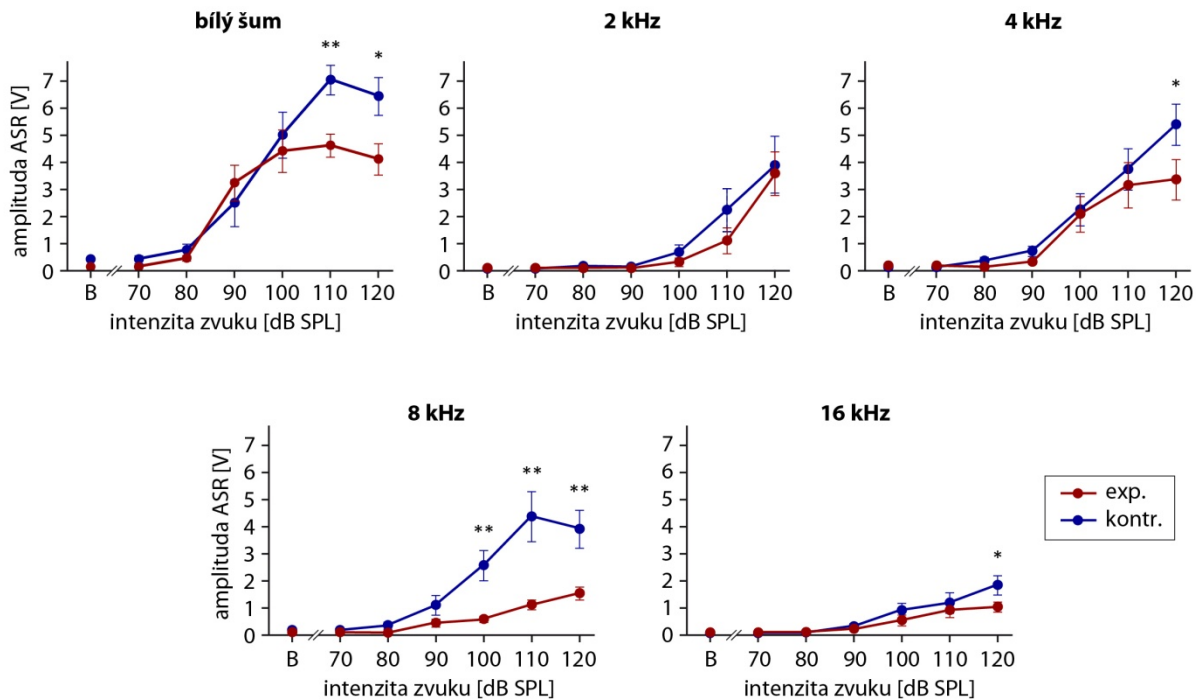 bílý šum
** *
amplituda ASR [V]
7
6
5
4
3
2
1
0
B 70 80 90 100 110 120
intenzita zvuku [dB SPL]
2 kHz
7
6
5
4
3
2
1
0
B 70 80 90 100 110 120
intenzita zvuku [dB SPL]
4 kHz
*
7
6
5
4
3
2
1
0
B 70 80 90 100 110 120
intenzita zvuku [dB SPL]
8 kHz
** ** **
amplituda ASR [V]
7
6
5
4
3
2
1
0
B 70 80 90 100 110 120
intenzita zvuku [dB SPL]
16 kHz
*
7
6
5
4
3
2
1
0
B 70 80 90 100 110 120
intenzita zvuku [dB SPL]
exp.
kontr.